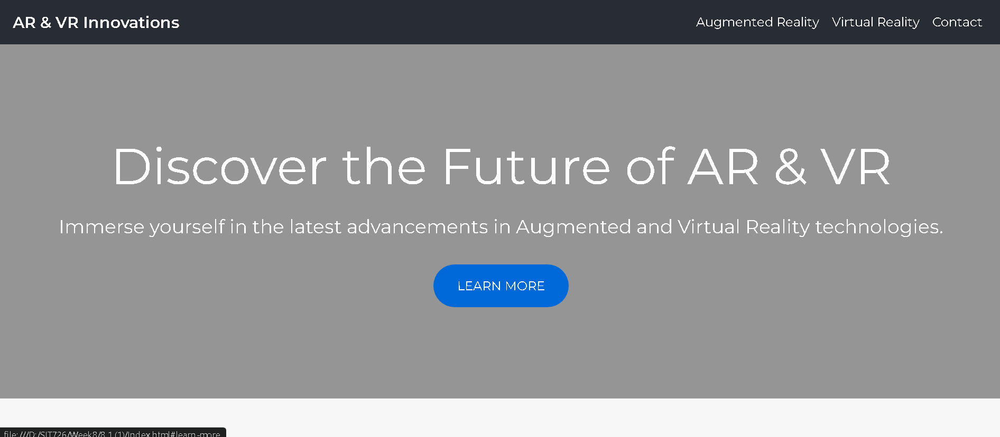 AR & VR Innovations
Augmented Reality Virtual Reality Contact
Discover the Future of AR & VR
Immerse yourself in the latest advancements in Augmented and Virtual Reality technologies.
LEARN MORE
file:///D:/SIT726/Week8/8.1 (1)/Index.html#learn-more